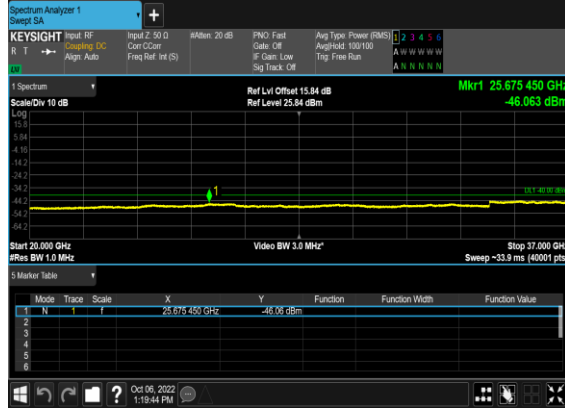 Spectrum Analyzer 1
Swept SA
+
KEYSIGHT Input: RF Input Z: 50 Ω #Atten: 20 dB PNO: Fast Avg Type: Power (RMS) 1 2 3 4 5 6
R T Coupling: DC Corr CCorr Gate: Off Avg|Hold: 100/100 A W W W W W
Align: Auto Freq Ref: Int (S) IF Gain: Low Trig: Free Run
Sig Track: Off A N N N N N
1 Spectrum Ref Lvl Offset 15.84 dB Mkr1 25.675 450 GHz
Scale/Div 10 dB Ref Level 25.84 dBm -46.063 dBm
Log
15.8
5.84
-4.16
-14.2
-24.2
-34.2
1
DL1 -40.00 dBm
-44.2
-54.2
-64.2
Start 20.000 GHz Video BW 3.0 MHz* Stop 37.000 GHz
#Res BW 1.0 MHz Sweep ~33.9 ms (40001 pts)
5 Marker Table
Mode Trace Scale X Y Function Function Width Function Value
1 N 1 f 25.675 450 GHz -46.06 dBm
2
3
4
5
6
? Oct 06, 2022
1:19:44 PM